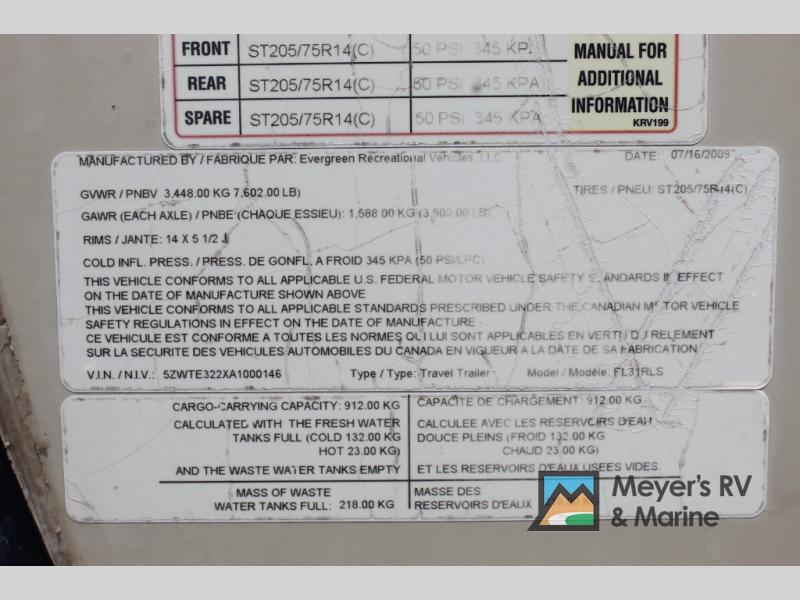 FRONT ST205/75R14(C) 50 PSI 345 KPA MANUAL FOR
REAR ST205/75R14(C) 50 PSI 345 KPA ADDITIONAL
INFORMATION
SPARE ST205/75R14(C) 50 PSI 345 KPA KRV199
MANUFACTURED BY / FABRIQUE PAR: Evergreen Recreational Vehicles, LLC DATE: 07/16/2009
GVWR / PNBV 3,448.00 KG 7,602.00 LB) TIRES / PNEU: ST205/75R14(C)
GAWR (EACH AXLE) / PNBE (CHAQUE ESSIEU): 1,588.00 KG (3,500.00 LB)
RIMS / JANTE: 14 X 5 1/2 J
COLD INFL. PRESS. / PRESS. DE GONFL. A FROID 345 KPA (50 PSI/LPC)
THIS VEHICLE CONFORMS TO ALL APPLICABLE U.S. FEDERAL MOTOR VEHICLE SAFETY STANDARDS IN EFFECT
ON THE DATE OF MANUFACTURE SHOWN ABOVE
THIS VEHICLE CONFORMS TO ALL APPLICABLE STANDARDS PRESCRIBED UNDER THE CANADIAN MOTOR VEHICLE
SAFETY REGULATIONS IN EFFECT ON THE DATE OF MANUFACTURE
CE VEHICULE EST CONFORME A TOUTES LES NORMES QUI LUI SONT APPLICABLES EN VERTU DU RELEMENT
SUR LA SECURITE DES VEHICULES AUTOMOBILES DU CANADA EN VIGUEUR A LA DATE DE SA FABRICATION
V.I.N. / N.I.V.: 5ZWTE322XA1000146 Type / Type: Travel Trailer Model / Modéle: FL31RLS
CARGO-CARRYING CAPACITY: 912.00 KG
CALCULATED WITH THE FRESH WATER
TANKS FULL (COLD 132.00 KG
HOT 23.00 KG)
AND THE WASTE WATER TANKS EMPTY
MASS OF WASTE
WATER TANKS FULL: 218.00 KG
CAPACITE DE CHARGEMENT: 912.00 KG
CALCULEE AVEC LES RESERVOIRS D'EAU
DOUCE PLEINS (FROID 132.00 KG
CHAUD 23.00 KG)
ET LES RESERVOIRS D'EAUX USEES VIDES.
MASSE DES
RESERVOIRS D'EAUX
Meyer's RV
& Marine